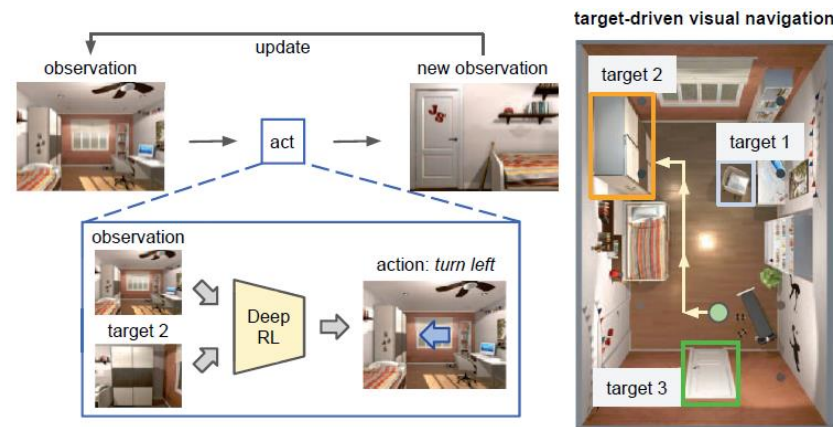 target-driven visual navigation
update
observation
new observation
act
observation
target 2
Deep
RL
action: turn left
target 2
target 1
target 3